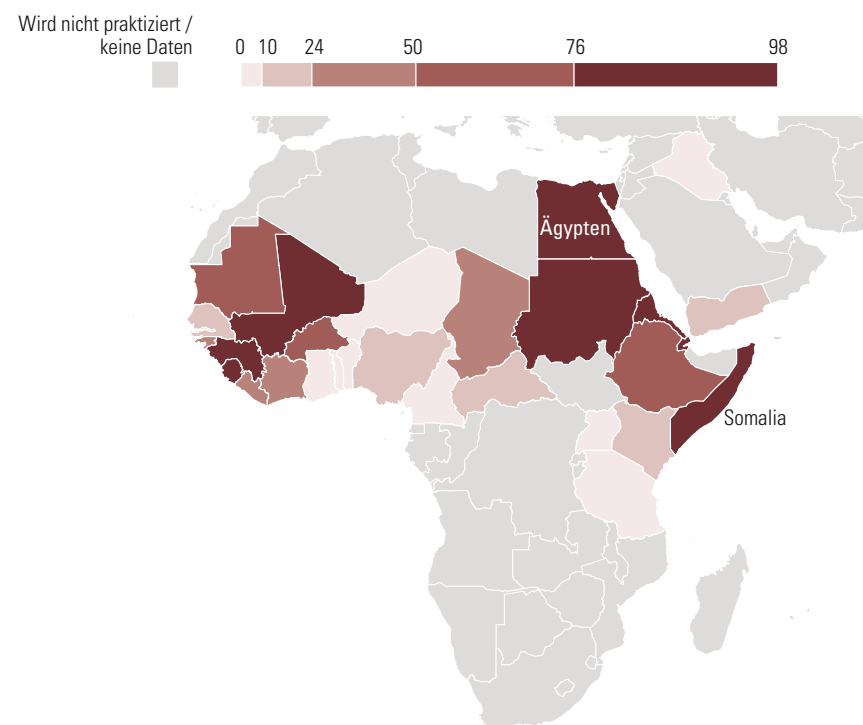 Wird nicht praktiziert /
keine Daten
0 10 24 50 76 98
Ägypten
Somalia